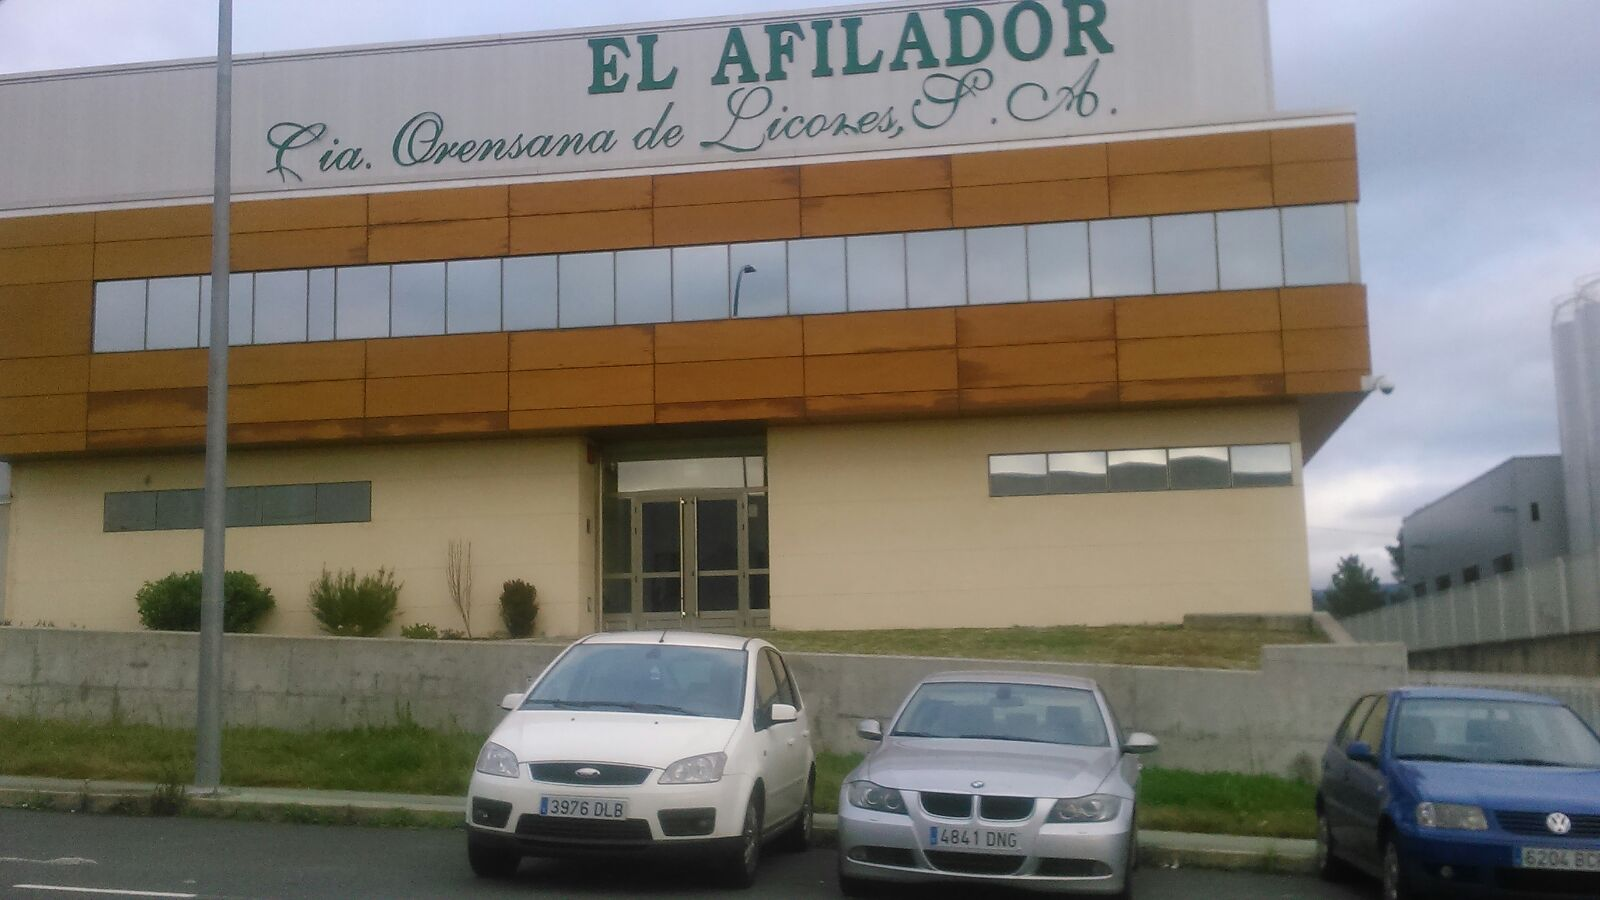 EL AFILADOR
Cia. Orensana de Licores, S.A.
3976 DLB
4841 DNG
6204 BC